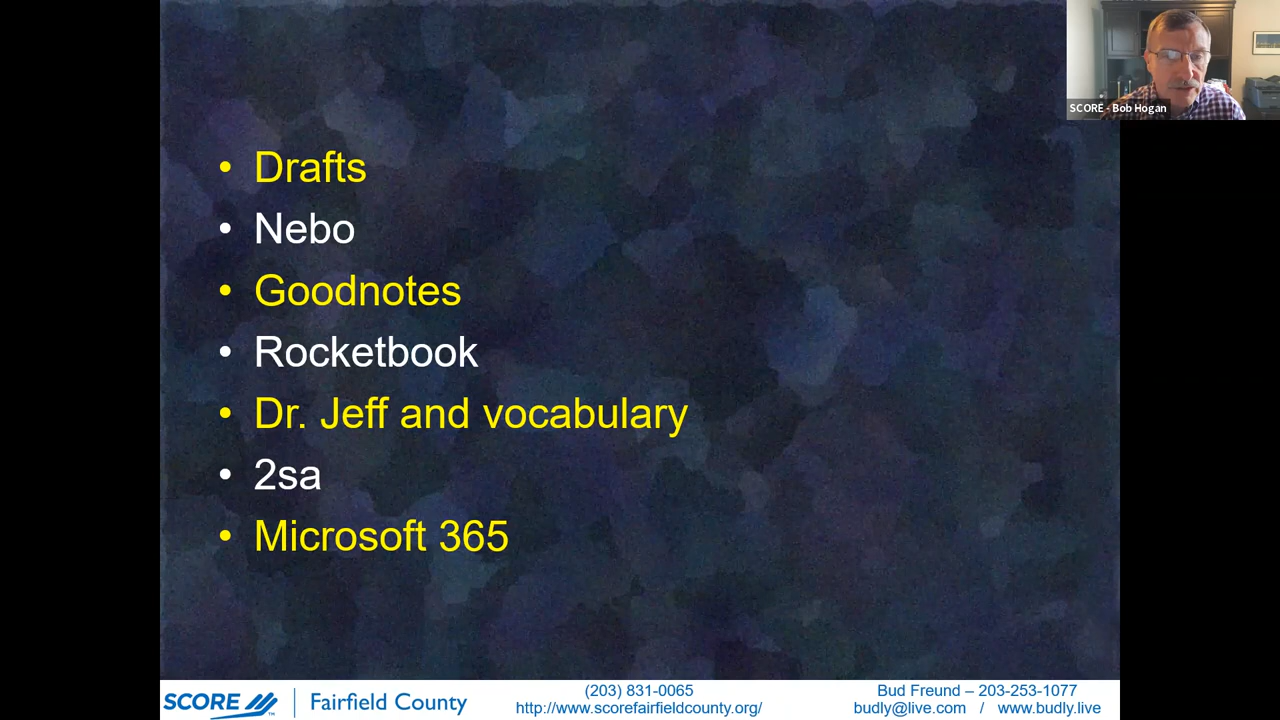 SCORE - Bob Hogan
• Drafts
• Nebo
• Goodnotes
• Rocketbook
• Dr. Jeff and vocabulary
• 2sa
• Microsoft 365
SCORE TM | Fairfield County
(203) 831-0065
http://www.scorefairfieldcounty.org/
Bud Freund – 203-253-1077
budly@live.com / www.budly.live